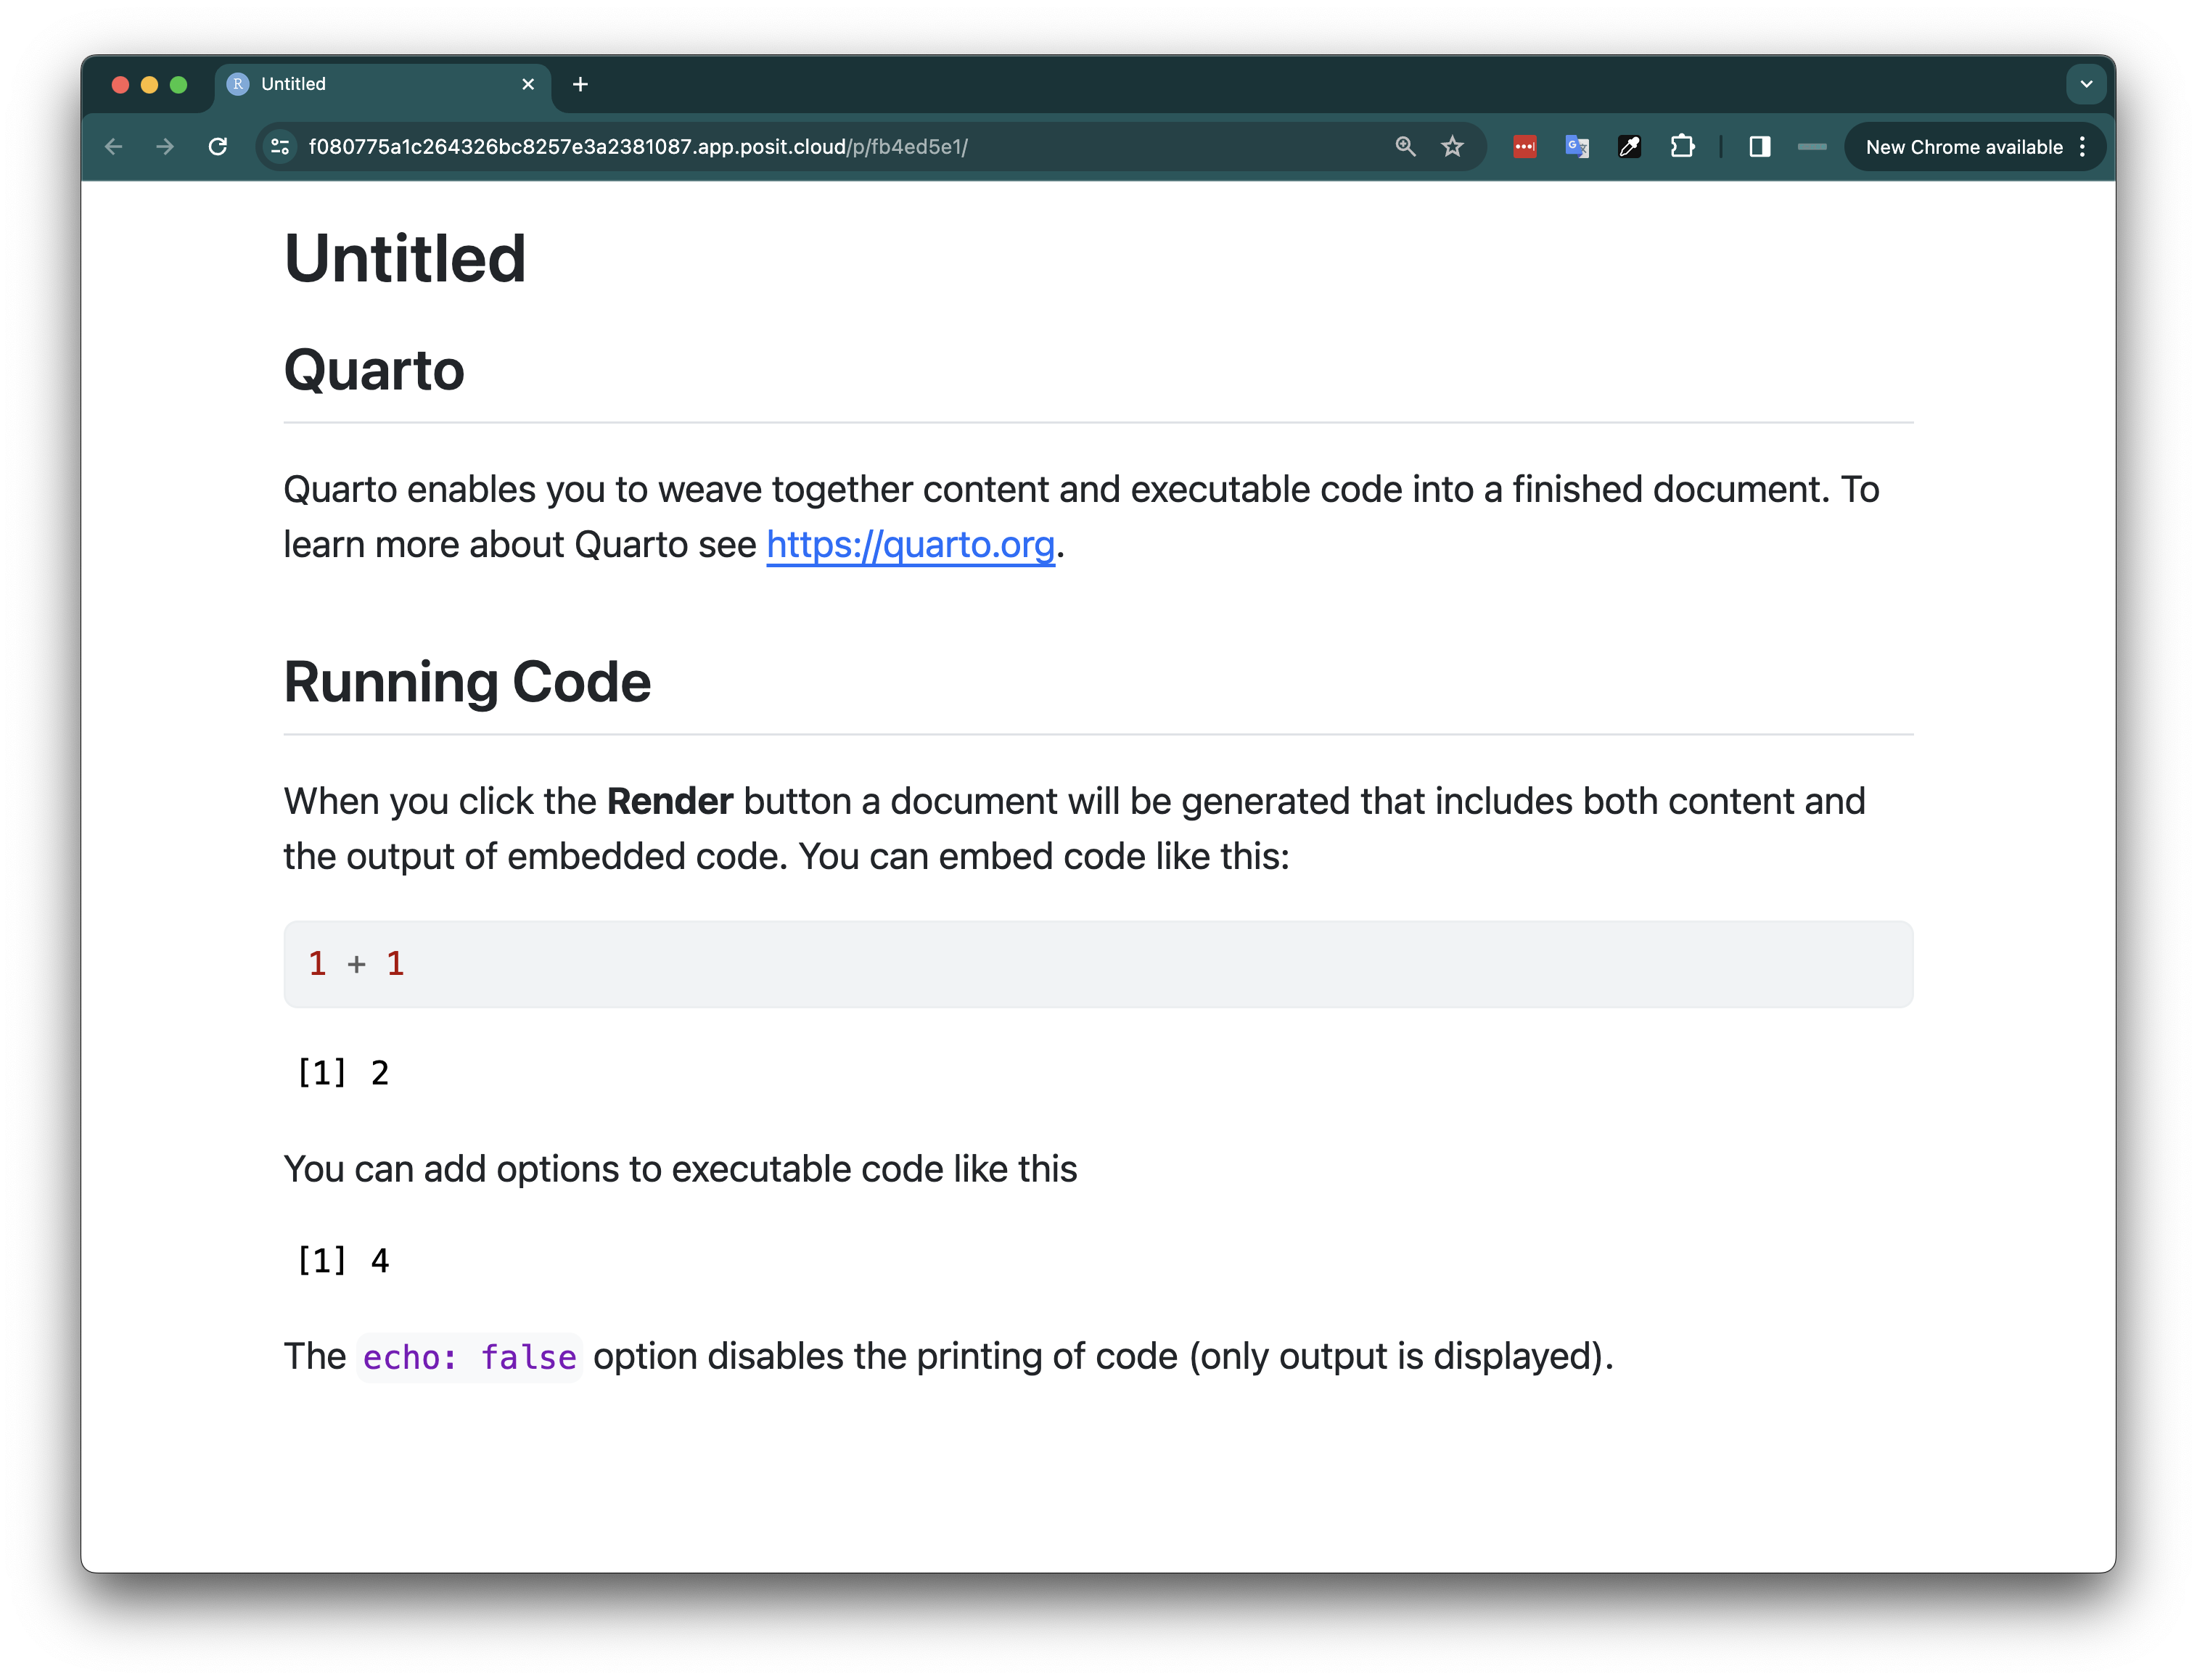 Untitled
f080775a1c264326bc8257e3a2381087.app.posit.cloud/p/fb4ed5e1/
New Chrome available
Untitled
Quarto
Quarto enables you to weave together content and executable code into a finished document. To
learn more about Quarto see https://quarto.org.
Running Code
When you click the Render button a document will be generated that includes both content and
the output of embedded code. You can embed code like this:
1 + 1
[1] 2
You can add options to executable code like this
[1] 4
The echo: false option disables the printing of code (only output is displayed).